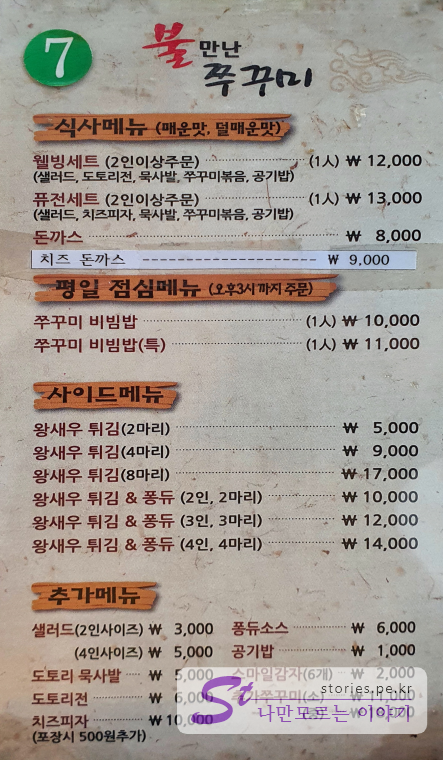 7
불만난
쭈꾸미
식사메뉴 (매운맛, 덜매운맛)
웰빙세트 (2인이상주문) (1人) ₩ 12,000
(샐러드, 도토리전, 묵사발, 쭈꾸미볶음, 공기밥)
퓨전세트 (2인이상주문) (1人) ₩ 13,000
(샐러드, 치즈피자, 묵사발, 쭈꾸미볶음, 공기밥)
돈까스 ₩ 8,000
치즈 돈까스 -------------------- ₩ 9,000
평일 점심메뉴 (오후3시까지 주문)
쭈꾸미 비빔밥 (1人) ₩ 10,000
쭈꾸미 비빔밥(특) (1人) ₩ 11,000
사이드메뉴
왕새우 튀김(2마리) ₩ 5,000
왕새우 튀김(4마리) ₩ 9,000
왕새우 튀김(8마리) ₩ 17,000
왕새우 튀김 & 퐁듀 (2인, 2마리) ₩ 10,000
왕새우 튀김 & 퐁듀 (3인, 3마리) ₩ 12,000
왕새우 튀김 & 퐁듀 (4인, 4마리) ₩ 14,000
추가메뉴
샐러드(2인사이즈) ₩ 3,000 퐁듀소스 ₩ 6,000
(4인사이즈) ₩ 5,000 공기밥 ₩ 1,000
도토리 묵사발 ₩ 5,000 스마일감자(6개) ₩ 2,000
도토리전 ₩ 6,000 추가쭈꾸미(소)
치즈피자 ₩ 10,000
(포장시 500원추가)
St stories.pe.kr
나만모르는 이야기